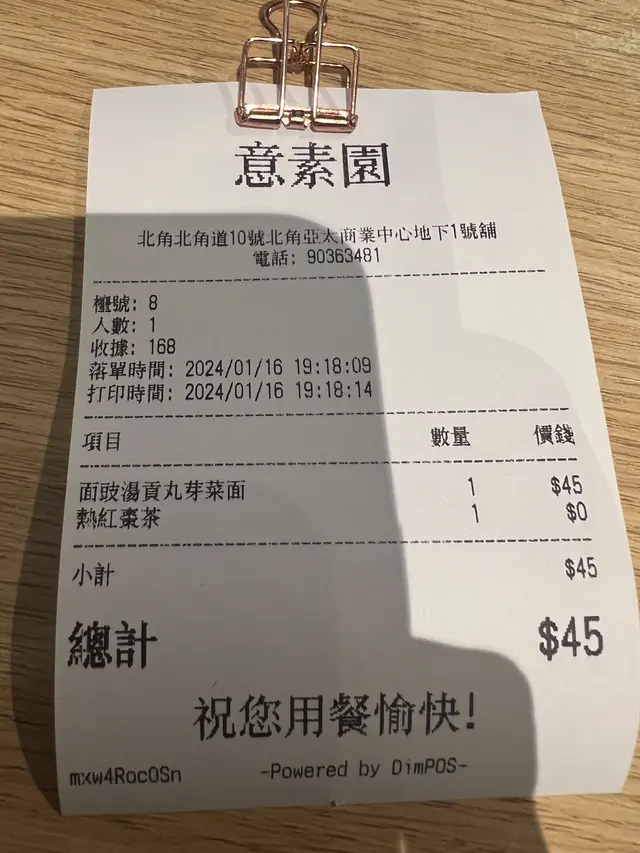 意素園
北角北角道10號北角亞太商業中心地下1號舖
電話: 90363481
檯號: 8
人數: 1
收據: 168
落單時間: 2024/01/16 19:18:09
打印時間: 2024/01/16 19:18:14
項目 數量 價錢
面豉湯貢丸芽菜面 1 $45
熱紅棗茶 1 $0
小計 $45
總計 $45
祝您用餐愉快!
mxw4RocOSn -Powered by DimPOS-